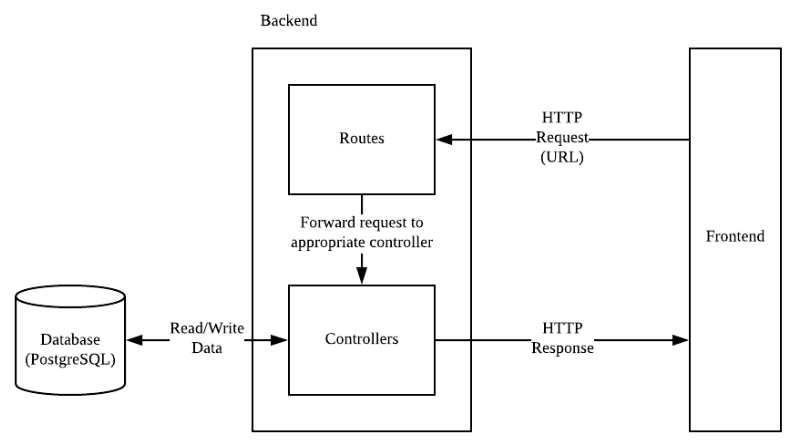 Backend
Routes
HTTP
Request
(URL)
Forward request to
appropriate controller
Frontend
Database
(PostgreSQL)
Read/Write
Data
Controllers
HTTP
Response